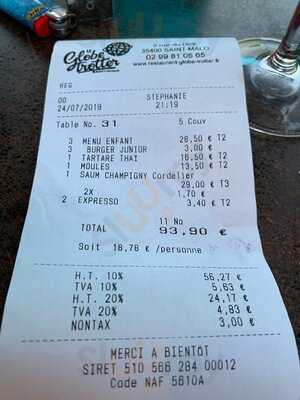 LE
Globe
trotter
35400 SAINT-MALO
02 99 81 05 65
www.restaurant-globe-trotter.fr
REG
OO STEPHANIE
24/07/2019 21:19
Table No. 31 5 Couv
3 MENU ENFANT 28,50 € T2
3 BURGER JUNIOR 3,00 €
1 TARTARE THAI 16,50 € T2
1 MOULES 13,50 € T2
1 SAUM CHAMPIGNY Cordelier
29,00 € T3
2X 1,70 €
2 EXPRESSO 3,40 € T2
11 No
TOTAL 93,90 €
Soit 18,78 € /personne
H.T. 10% 56,27 €
TVA 10% 5,63 €
H.T. 20% 24,17 €
TVA 20% 4,83 €
NONTAX 3,00 €
MERCI A BIENTÔT
SIRET 510 566 284 00012
Code NAF 5610A